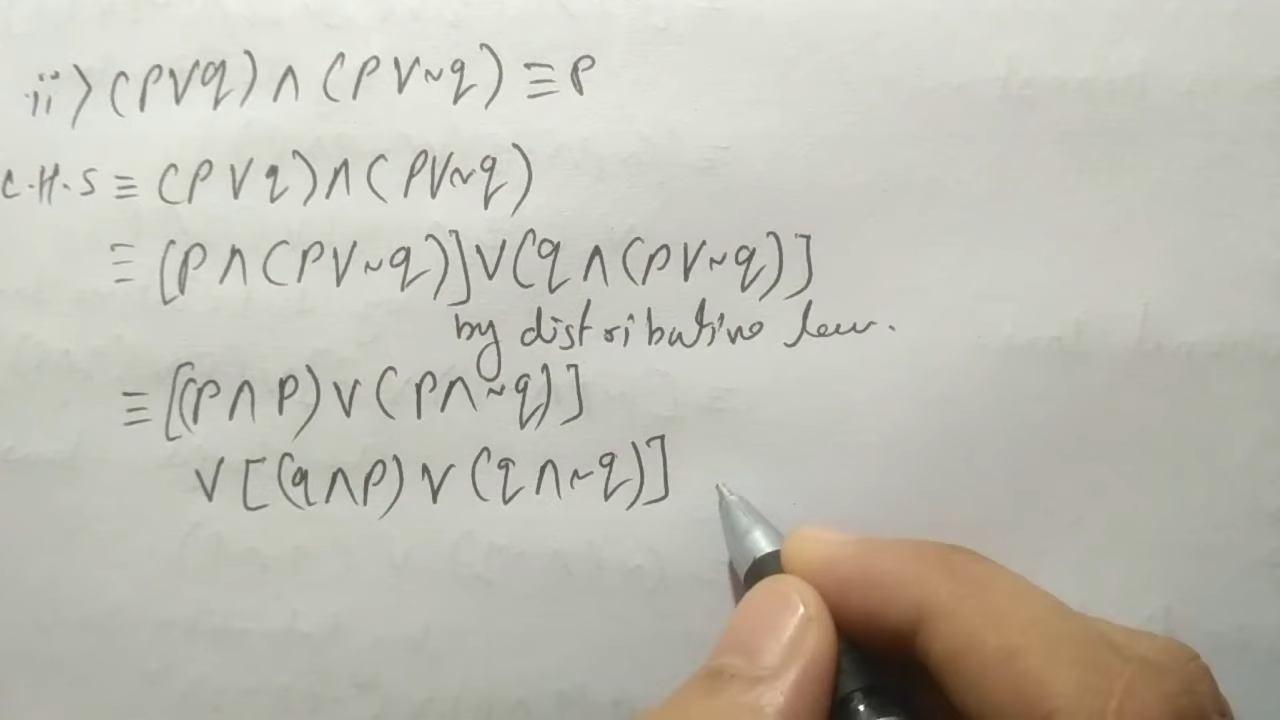 ii) (p∨q) ∧ (p∨~q) ≡ p
L.H.S ≡ (p∨q) ∧ (p∨~q)
≡ [p∧(p∨~q)] ∨ (q∧(p∨~q)]
by distributive law.
≡ [(p∧p) ∨ (p∧~q)]
∨ [(q∧p) ∨ (q∧~q)]